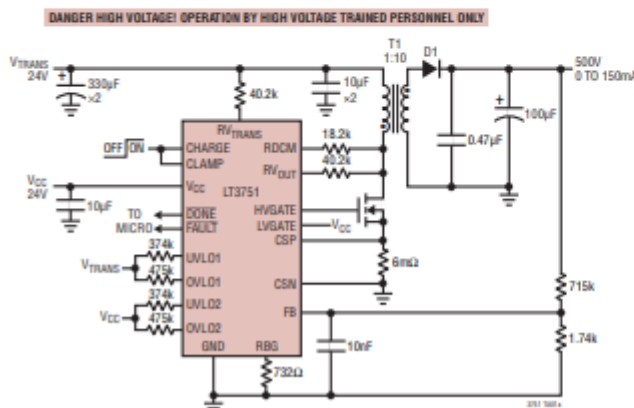 DANGER HIGH VOLTAGE! OPERATION BY HIGH VOLTAGE TRAINED PERSONNEL ONLY
T1
1:10
D1
VTRANS
24V
500V
0 TO 150mA
330µF
×2
40.2k
10µF
×2
100µF
0.47µF
RVTRANS
OFF ON
CHARGE
CLAMP
RDCM
18.2k
RVOUT
40.2k
VCC
24V
VCC
LT3751
10µF
TO
MICRO
DONE
FAULT
HVGATE
LVGATE
VCC
CSP
374k
VTRANS
475k
UVLO1
OVLO1
6mΩ
CSN
374k
VCC
475k
UVLO2
OVLO2
FB
715k
1.74k
10nF
GND
RBG
732Ω